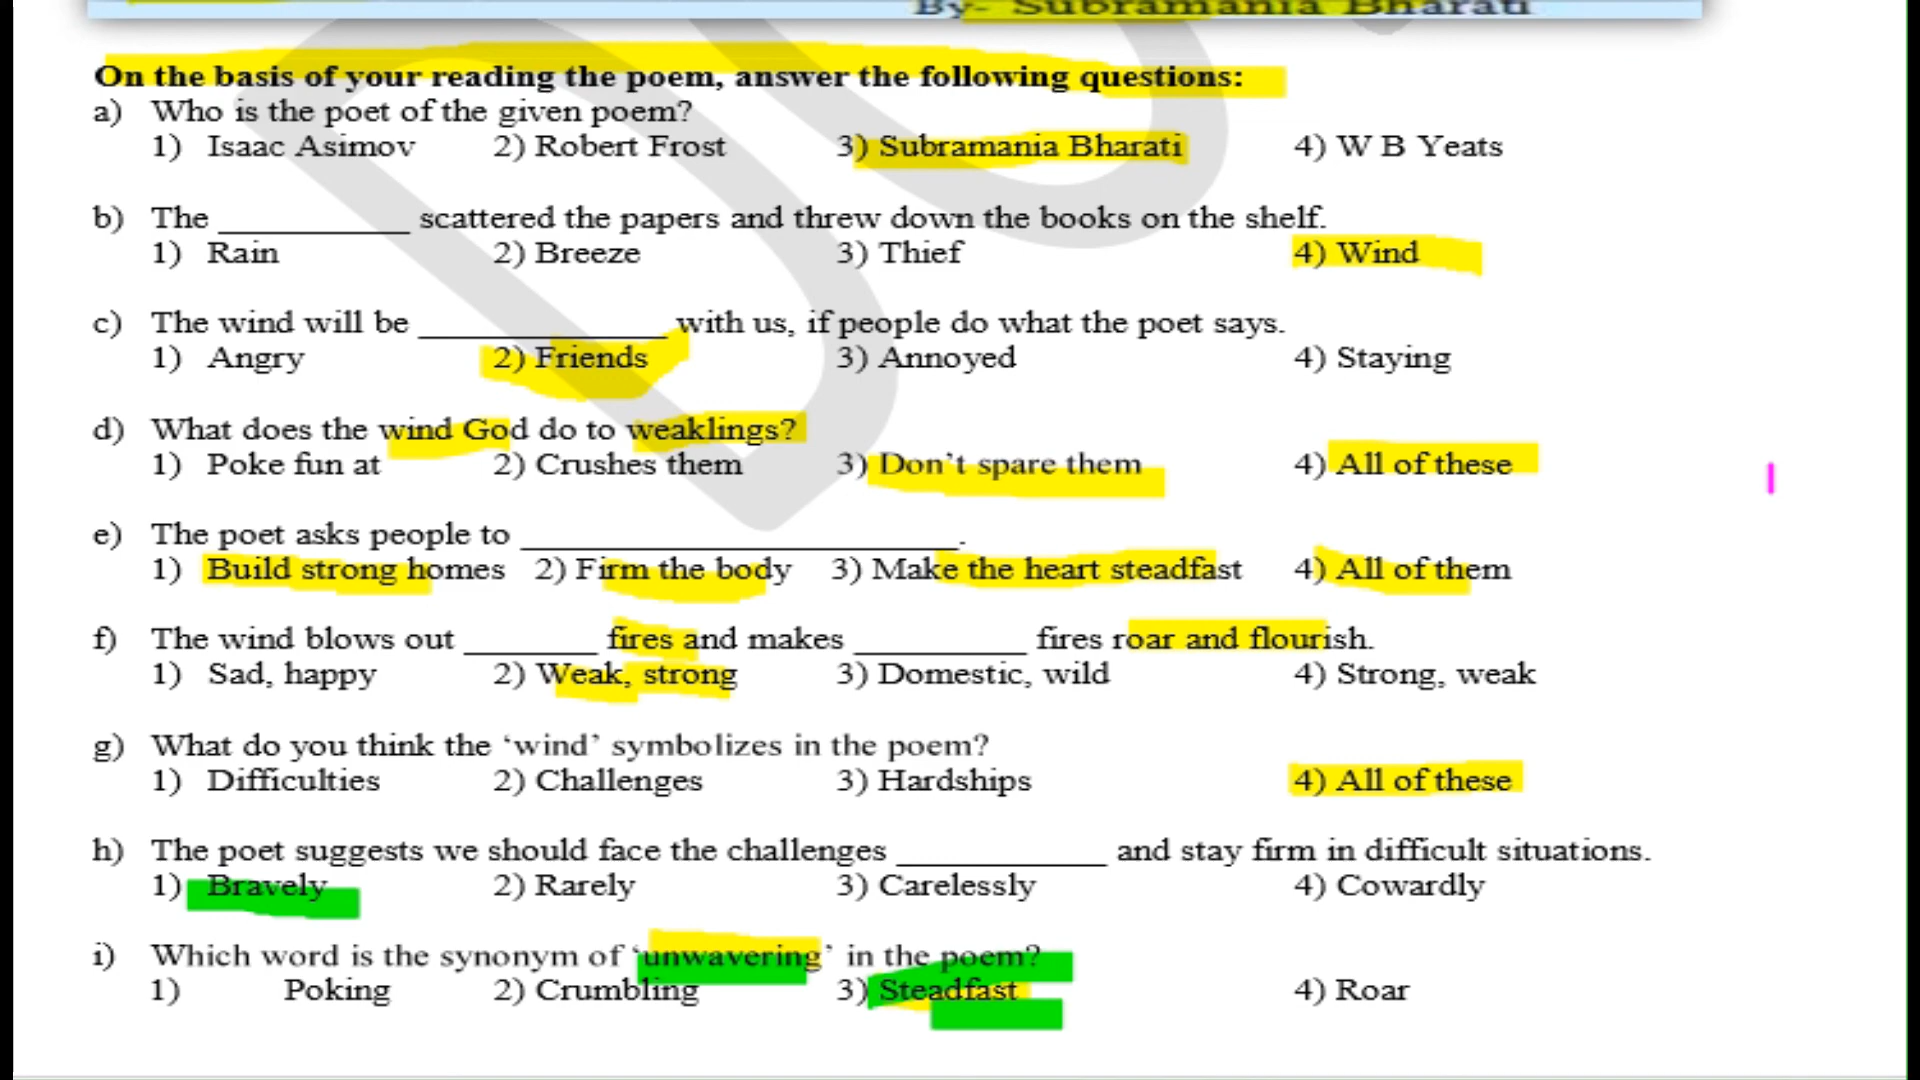 By- Subramania Bharati
On the basis of your reading the poem, answer the following questions:
a) Who is the poet of the given poem?
1) Isaac Asimov 2) Robert Frost 3) Subramania Bharati 4) W B Yeats
b) The ____________ scattered the papers and threw down the books on the shelf.
1) Rain 2) Breeze 3) Thief 4) Wind
c) The wind will be ________________ with us, if people do what the poet says.
1) Angry 2) Friends 3) Annoyed 4) Staying
d) What does the wind God do to weaklings?
1) Poke fun at 2) Crushes them 3) Don’t spare them 4) All of these
e) The poet asks people to ____________________________.
1) Build strong homes 2) Firm the body 3) Make the heart steadfast 4) All of them
f) The wind blows out ________ fires and makes ___________ fires roar and flourish.
1) Sad, happy 2) Weak, strong 3) Domestic, wild 4) Strong, weak
g) What do you think the ‘wind’ symbolizes in the poem?
1) Difficulties 2) Challenges 3) Hardships 4) All of these
h) The poet suggests we should face the challenges _____________ and stay firm in difficult situations.
1) Bravely 2) Rarely 3) Carelessly 4) Cowardly
i) Which word is the synonym of ‘unwavering’ in the poem?
1) Poking 2) Crumbling 3) Steadfast 4) Roar